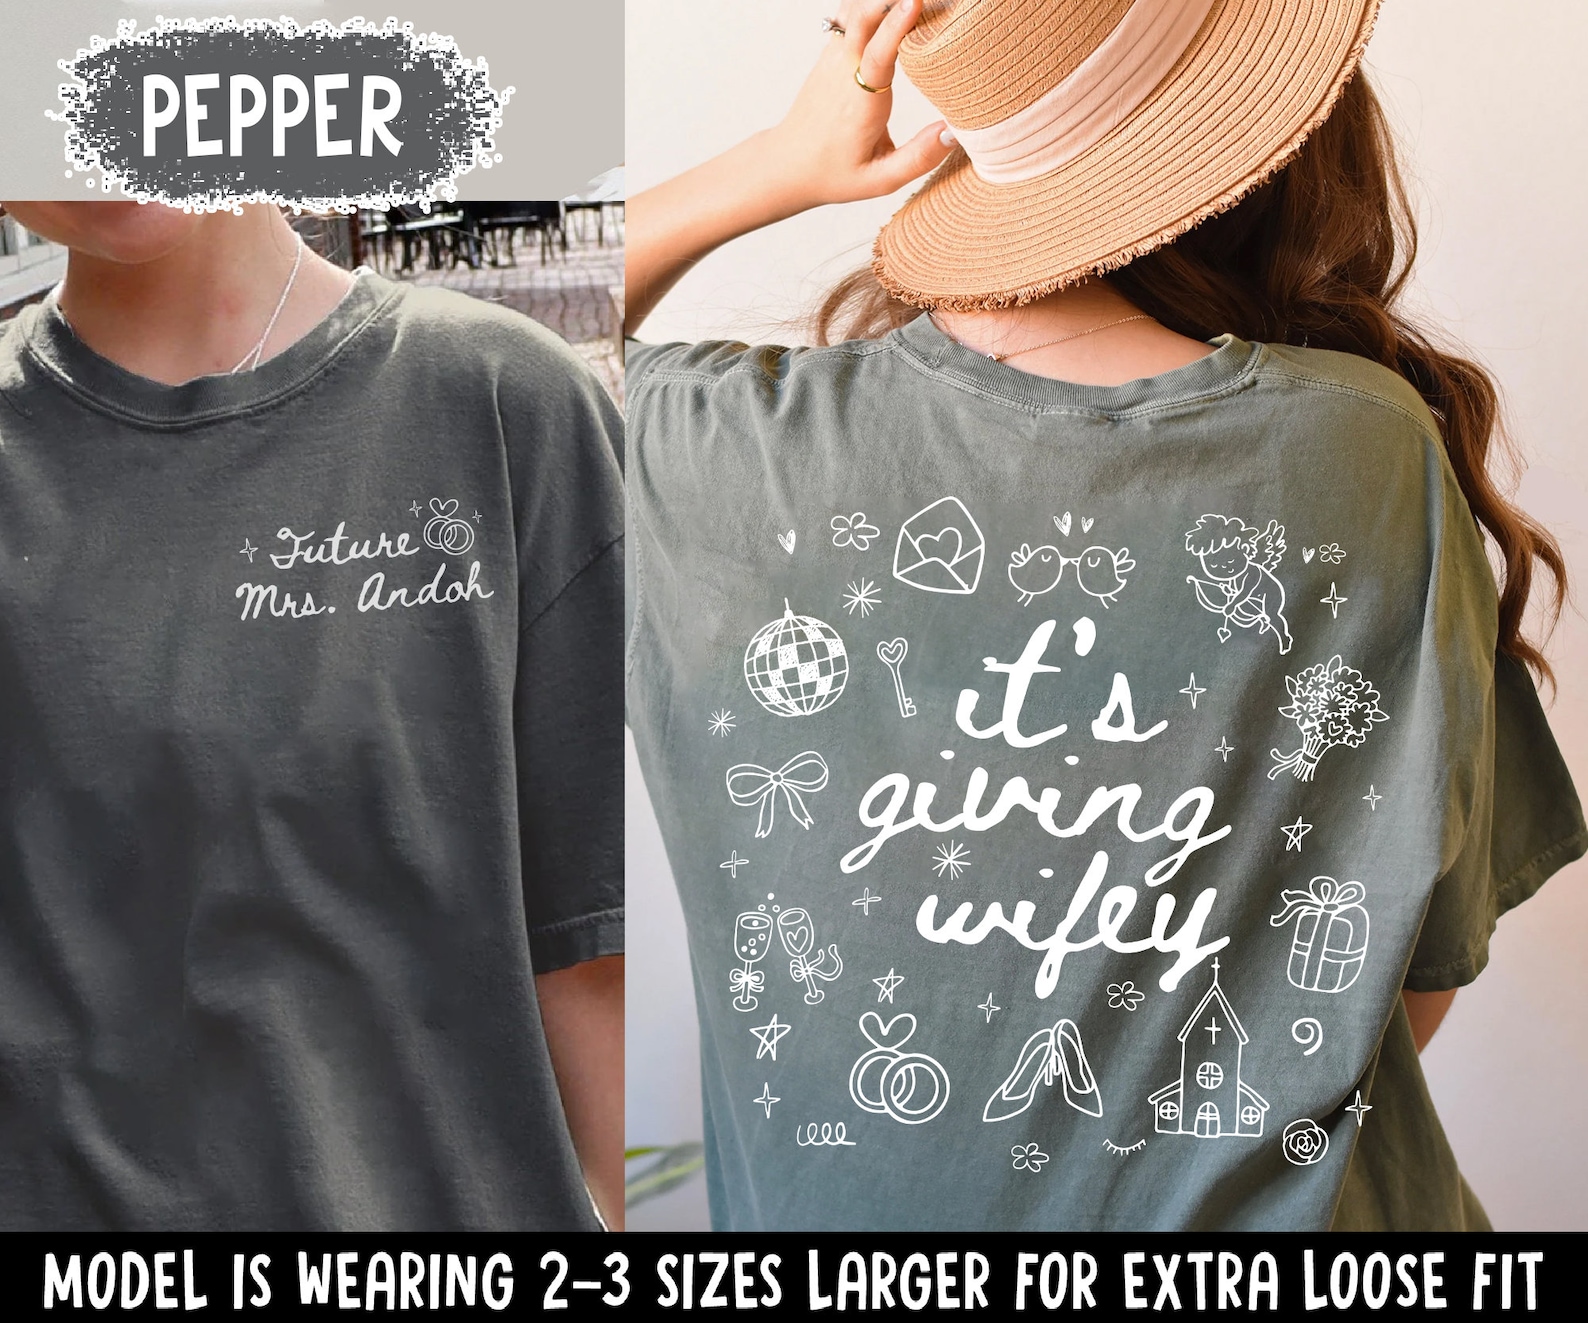 PEPPER
Future
Mrs. Andoh
it's
giving
wifey
MODEL IS WEARING 2-3 SIZES LARGER FOR EXTRA LOOSE FIT